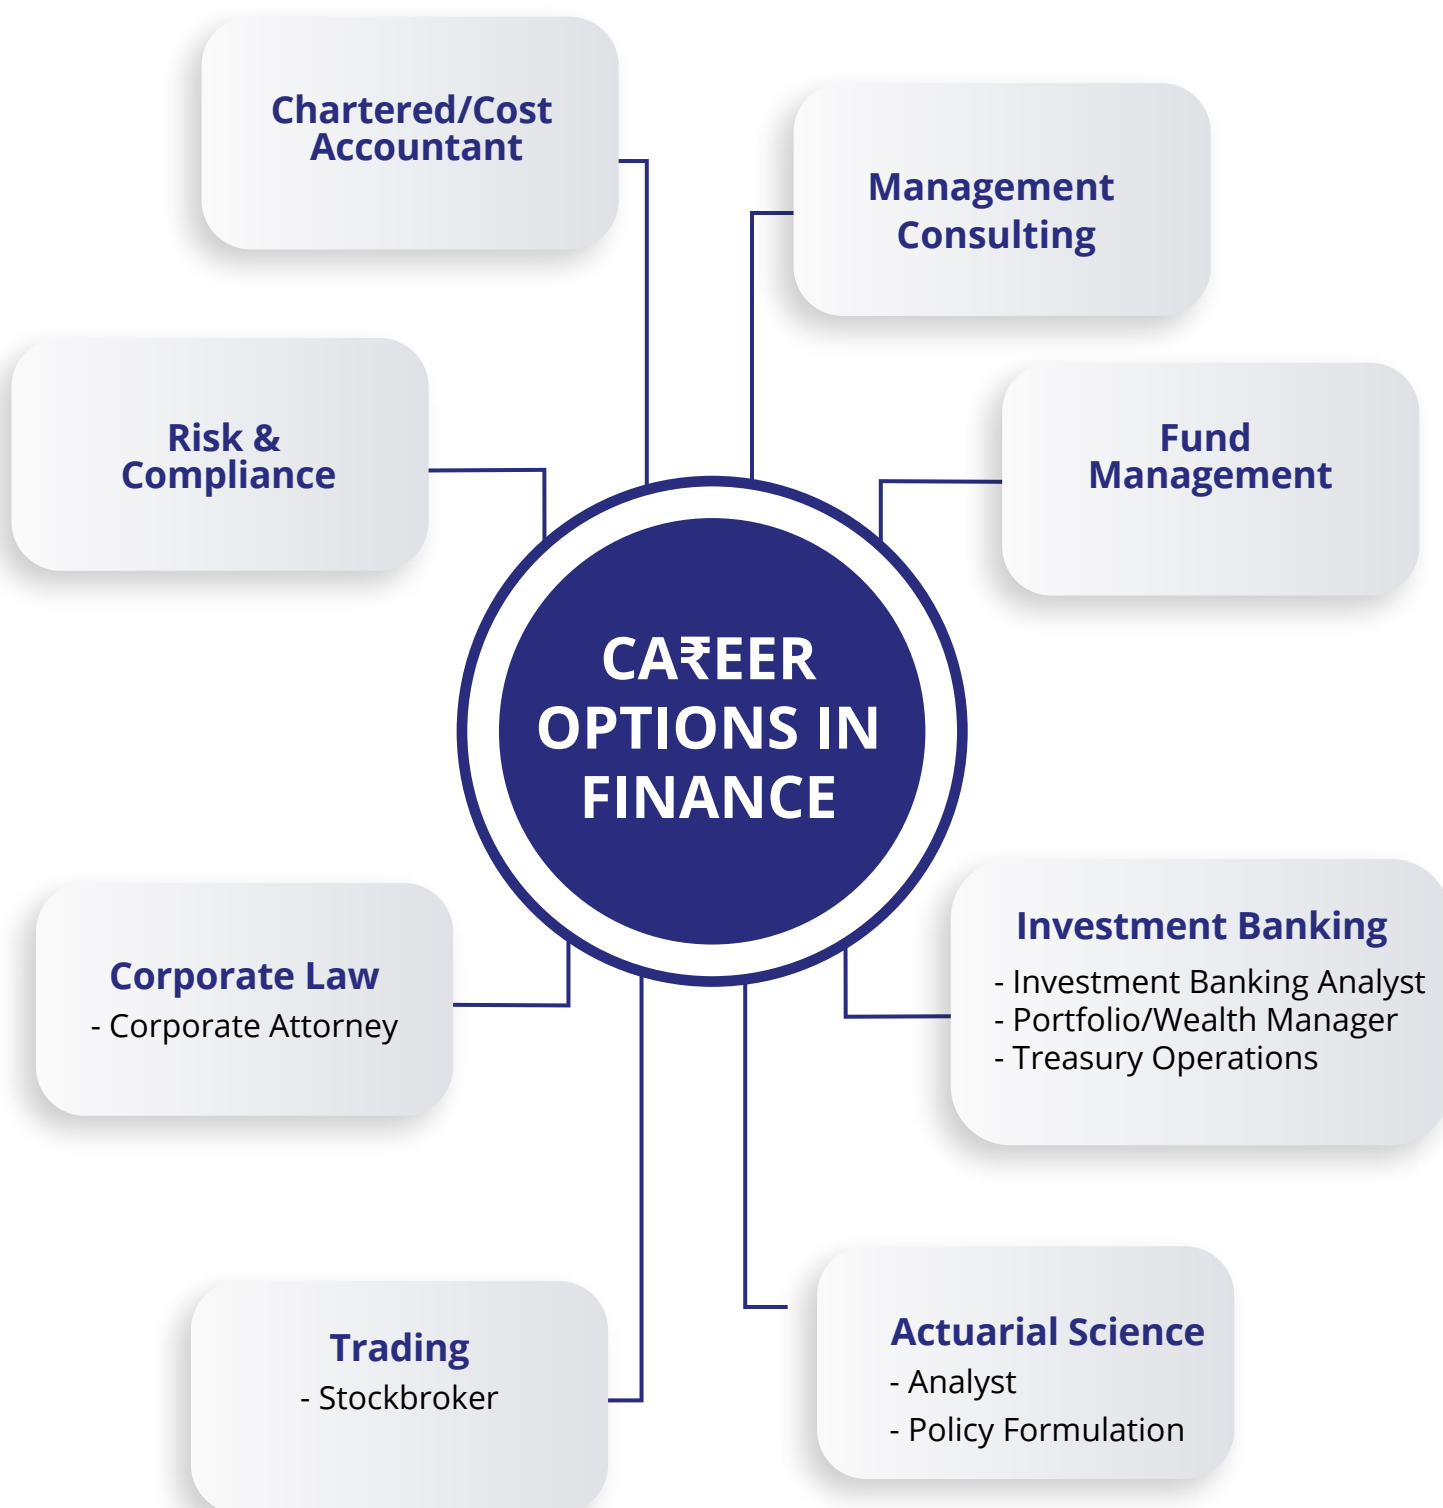 Chartered/Cost
Accountant
Management
Consulting
Risk &
Compliance
Fund
Management
CA₹EER
OPTIONS IN
FINANCE
Corporate Law
- Corporate Attorney
Investment Banking
- Investment Banking Analyst
- Portfolio/Wealth Manager
- Treasury Operations
Trading
- Stockbroker
Actuarial Science
- Analyst
- Policy Formulation